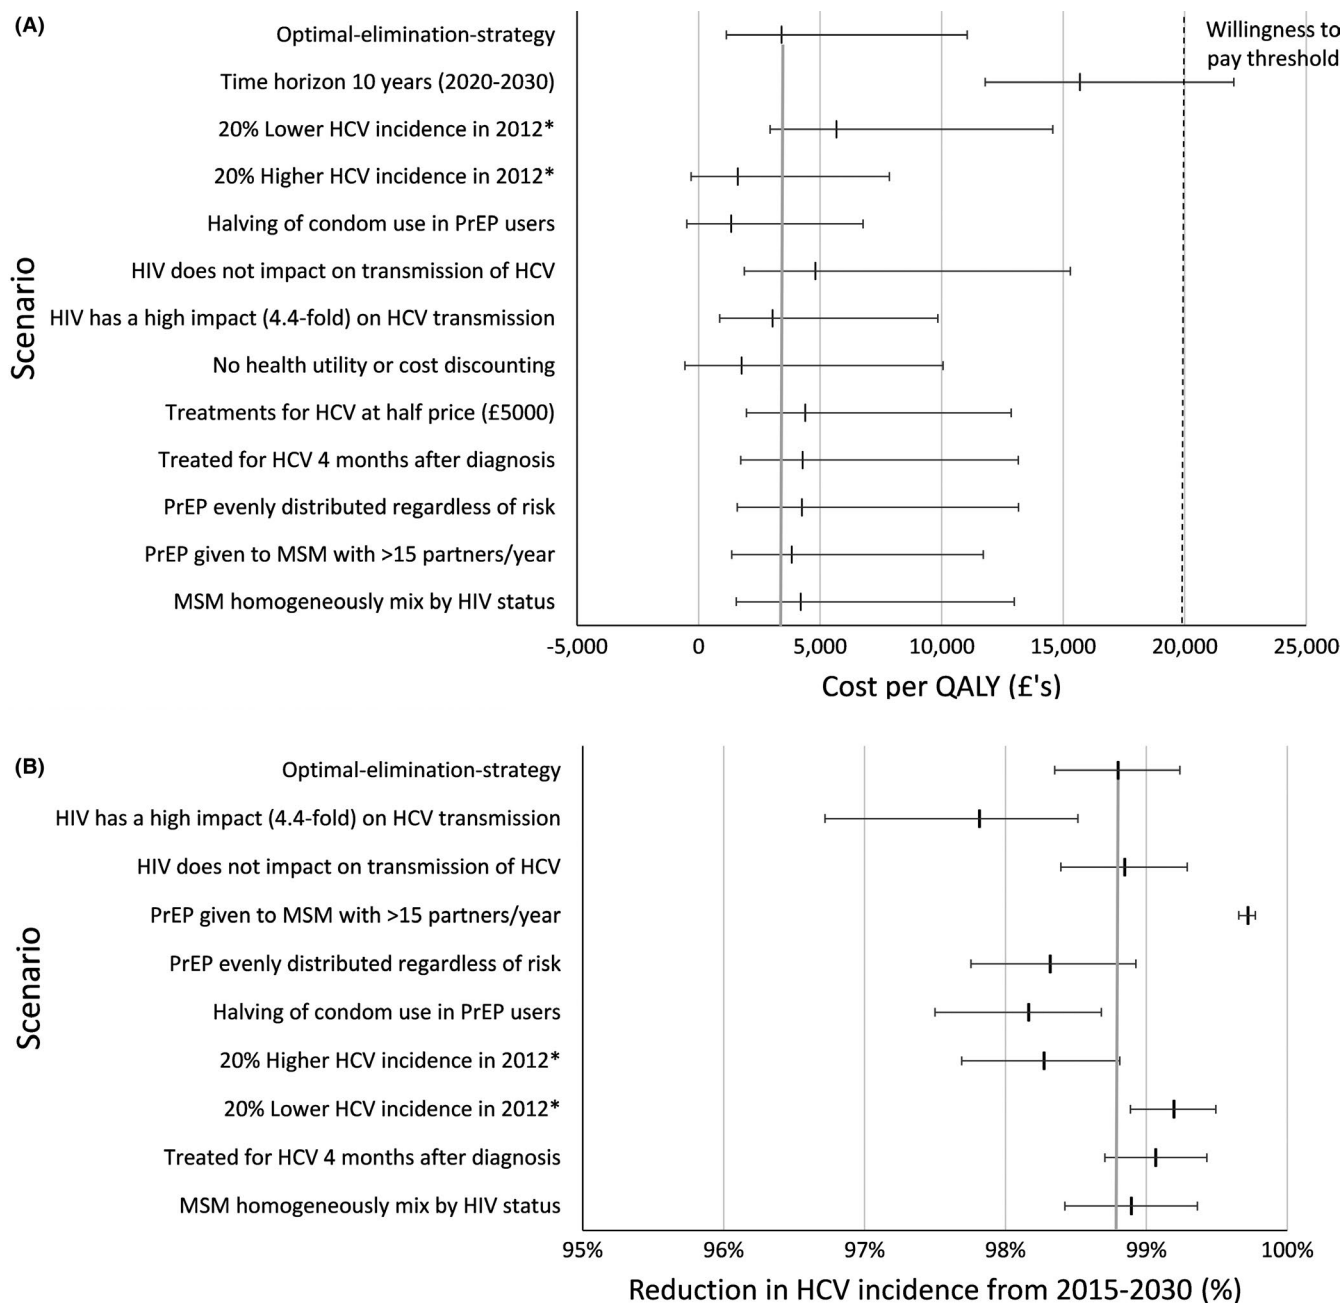 (A)
Optimal-elimination-strategy
Willingness to
pay threshold
Time horizon 10 years (2020-2030)
20% Lower HCV incidence in 2012*
20% Higher HCV incidence in 2012*
Halving of condom use in PrEP users
HIV does not impact on transmission of HCV
HIV has a high impact (4.4-fold) on HCV transmission
No health utility or cost discounting
Treatments for HCV at half price (£5000)
Treated for HCV 4 months after diagnosis
PrEP evenly distributed regardless of risk
PrEP given to MSM with >15 partners/year
MSM homogeneously mix by HIV status
Scenario
-5,000 0 5,000 10,000 15,000 20,000 25,000
Cost per QALY (£'s)
(B)
Optimal-elimination-strategy
HIV has a high impact (4.4-fold) on HCV transmission
HIV does not impact on transmission of HCV
PrEP given to MSM with >15 partners/year
PrEP evenly distributed regardless of risk
Halving of condom use in PrEP users
20% Higher HCV incidence in 2012*
20% Lower HCV incidence in 2012*
Treated for HCV 4 months after diagnosis
MSM homogeneously mix by HIV status
Scenario
95% 96% 97% 98% 99% 100%
Reduction in HCV incidence from 2015-2030 (%)